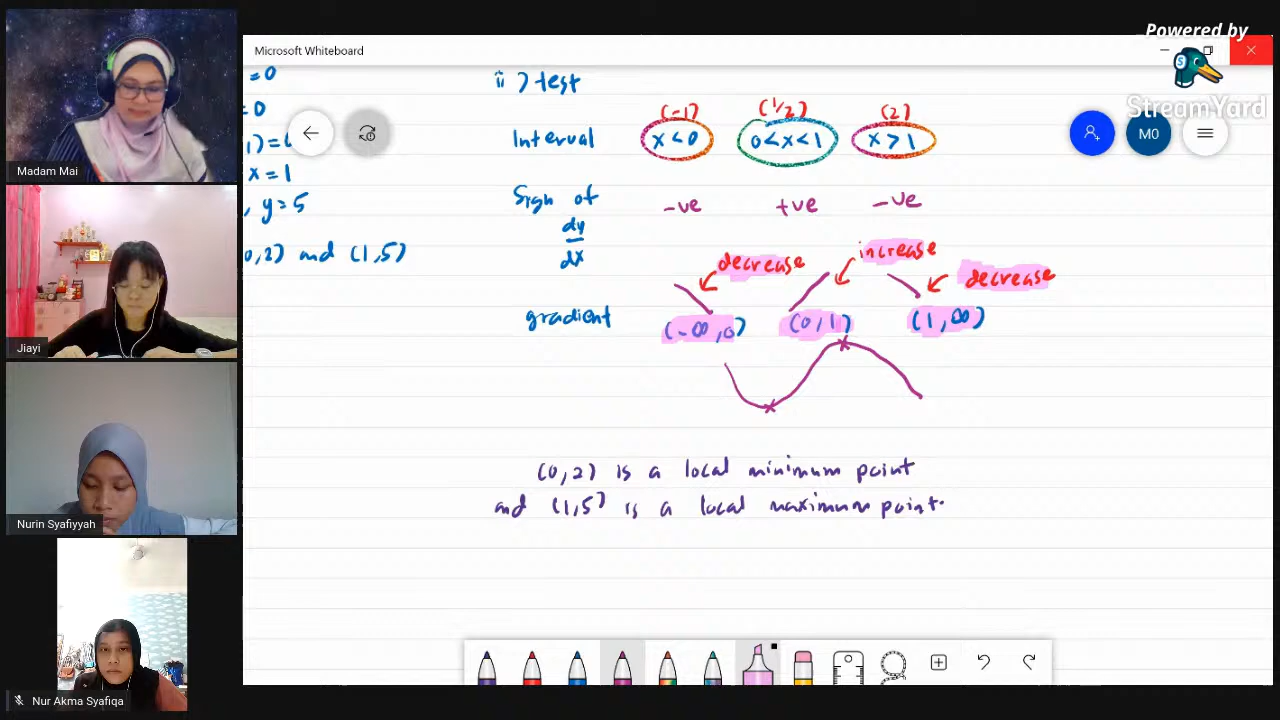 Powered by
StreamYard
Microsoft Whiteboard
M0
= 0
= 0
x = 1
, y = 5
0,2) and (1,5)
ii) test
(-1) (1/2) (2)
Interval x < 0 0 < x < 1 x > 1
Sign of dy/dx -ve +ve -ve
decrease increase decrease
gradient (-∞,0) (0,1) (1,∞)
(0,2) is a local minimum point
and (1,5) is a local maximum point.
Madam Mai
Jiayi
Nurin Syafiyyah
Nur Akma Syafiqa